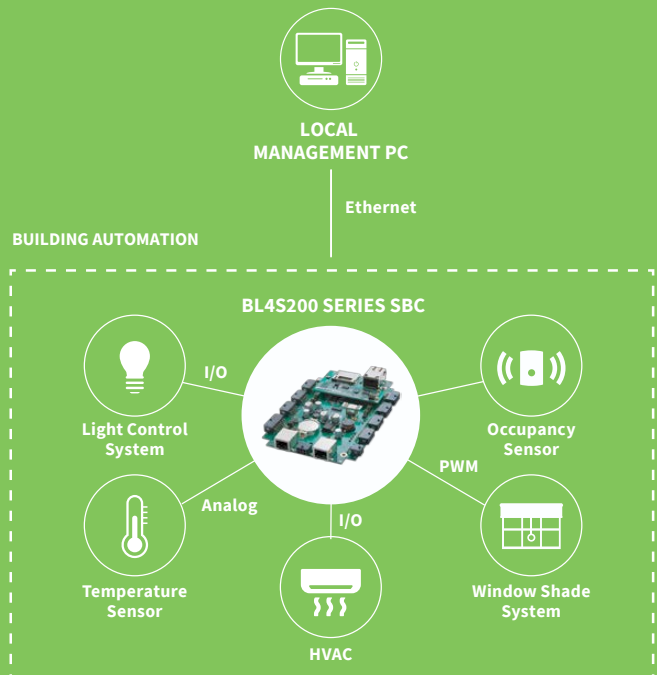 LOCAL
MANAGEMENT PC
Ethernet
BUILDING AUTOMATION
BL4S200 SERIES SBC
I/O
Light Control
System
Occupancy
Sensor
PWM
Analog
I/O
Temperature
Sensor
Window Shade
System
HVAC